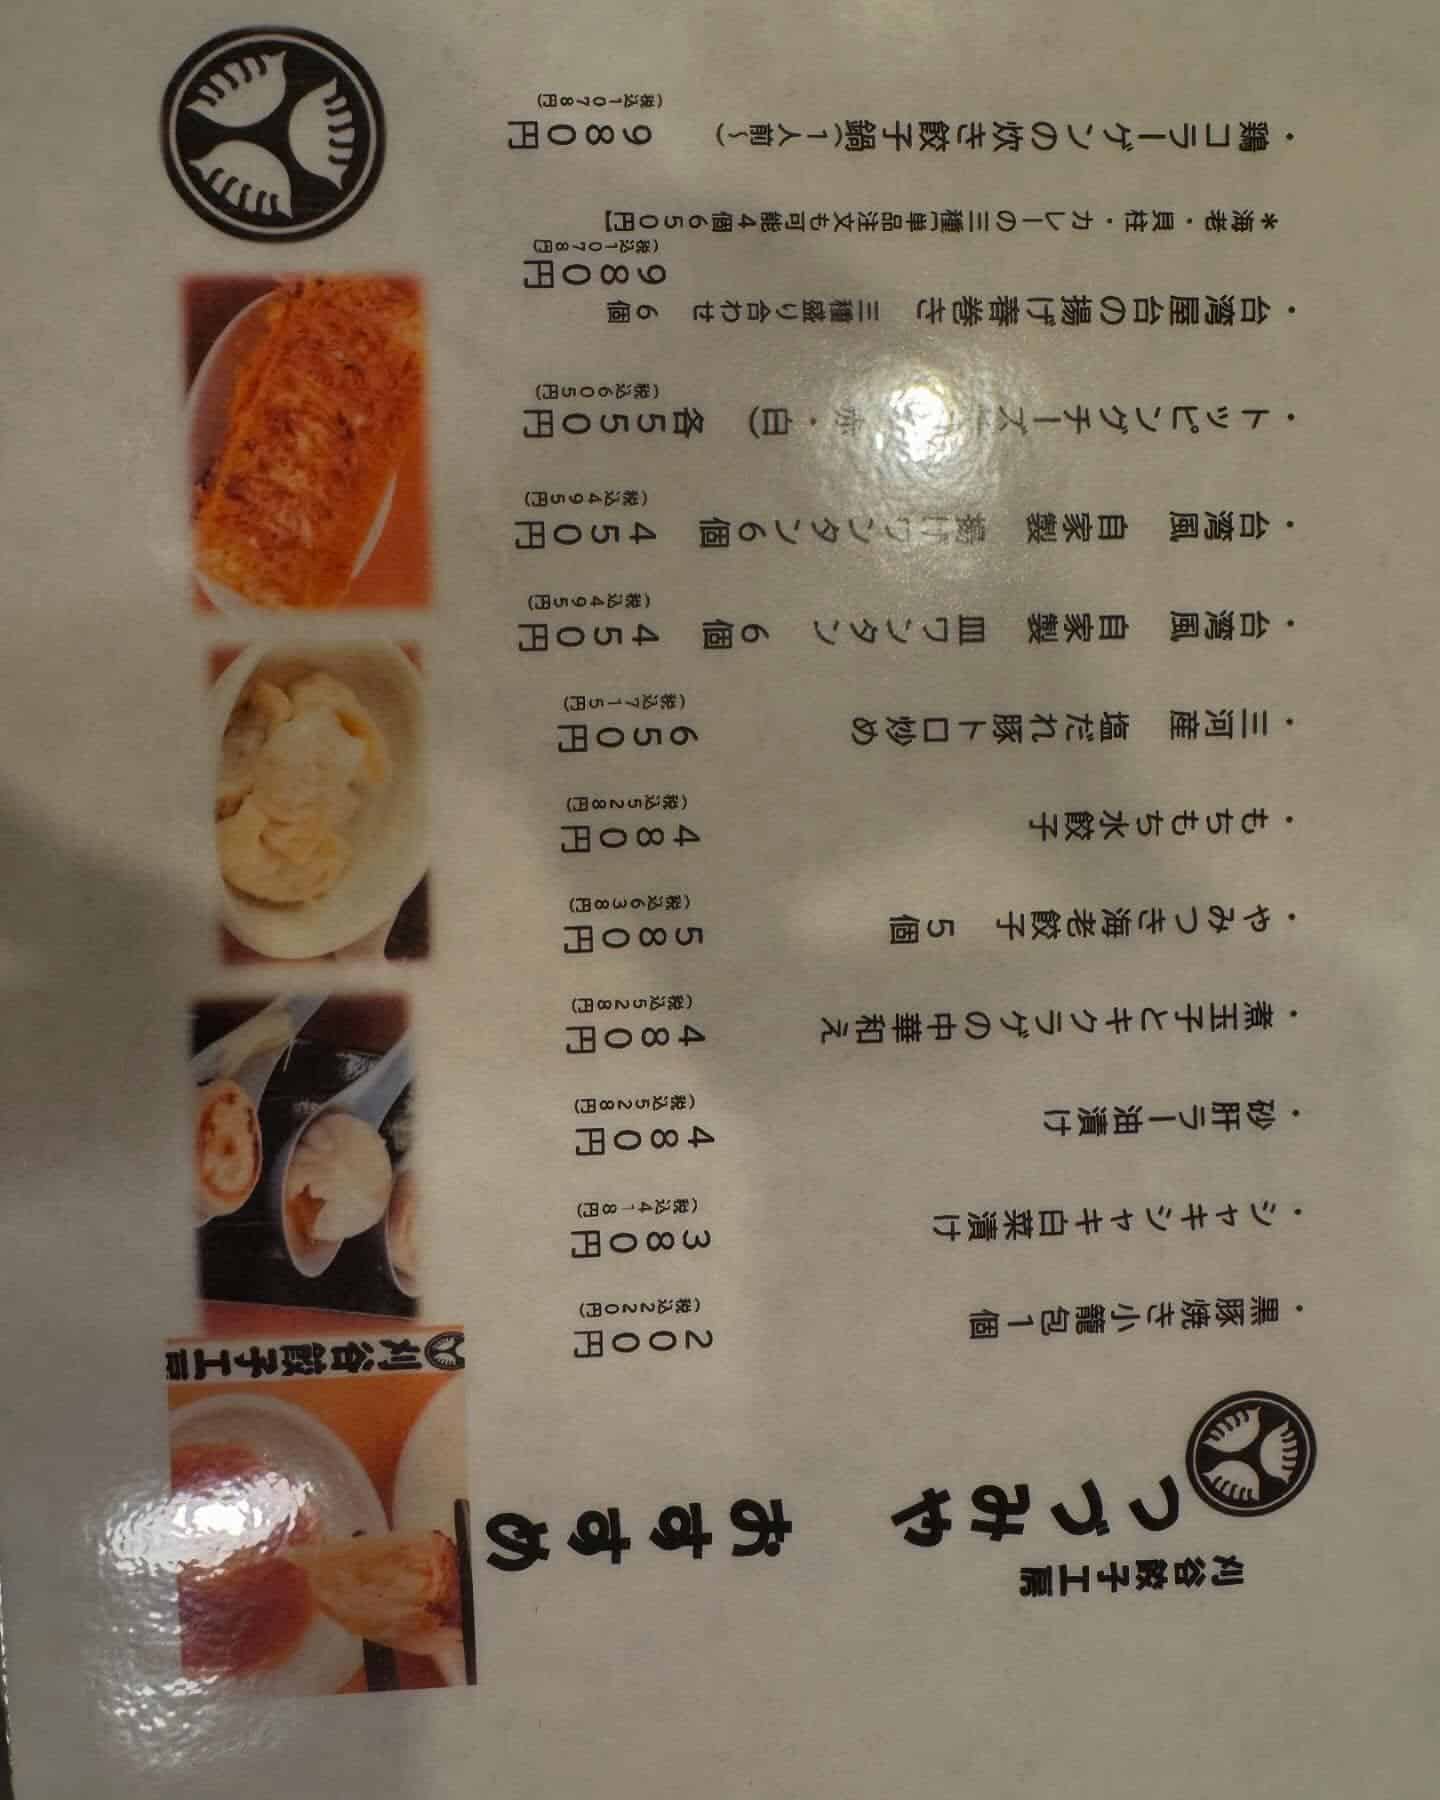 刈谷餃子工房
つづみや　おすすめ
刈谷餃子工房
・黒豚焼き小籠包1個　200円
(税込220円)
・シャキシャキ白菜漬け　380円
(税込418円)
・砂肝ラー油漬け　480円
(税込528円)
・煮玉子とキクラゲの中華和え　480円
(税込528円)
・やみつき海老餃子　5個　580円
(税込638円)
・もちもち水餃子　480円
(税込528円)
・三河産　塩だれ豚トロ炒め　650円
(税込715円)
・台湾風　自家製　皿ワンタン　6個　450円
(税込495円)
・台湾風　自家製　揚げワンタン6個　450円
(税込495円)
・トッピングチーズ　赤・白)　各550円
(税込605円)
・台湾屋台の揚げ春巻き　三種盛り合わせ　6個
980円
(税込1078円)
*海老・貝柱・カレーの三種[単品注文も可能4個650円]
・鶏コラーゲンの炊き餃子鍋(1人前~)　980円
(税込1078円)